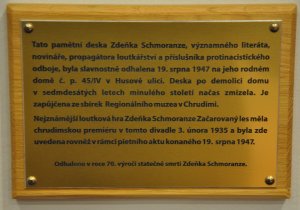 Tato pamětní deska Zdeňka Schmoranze, významného literáta,
novináře, propagátora loutkářství a příslušníka protinacistického
odboje, byla slavnostně odhalena 19. srpna 1947 na jeho rodném
domě č. p. 45/IV v Husově ulici. Deska po demolici domu
v sedmdesátých letech minulého století načas zmizela. Je
zapůjčena ze sbírek Regionálního muzea v Chrudimi.
Nejznámější loutková hra Zdeňka Schmoranze Začarovaný les měla
chrudimskou premiéru v tomto divadle 3. února 1935 a byla zde
uvedena rovněž v rámci pietního aktu konaného 19. srpna 1947.
Odhaleno v roce 70. výročí statečné smrti Zdeňka Schmoranze.